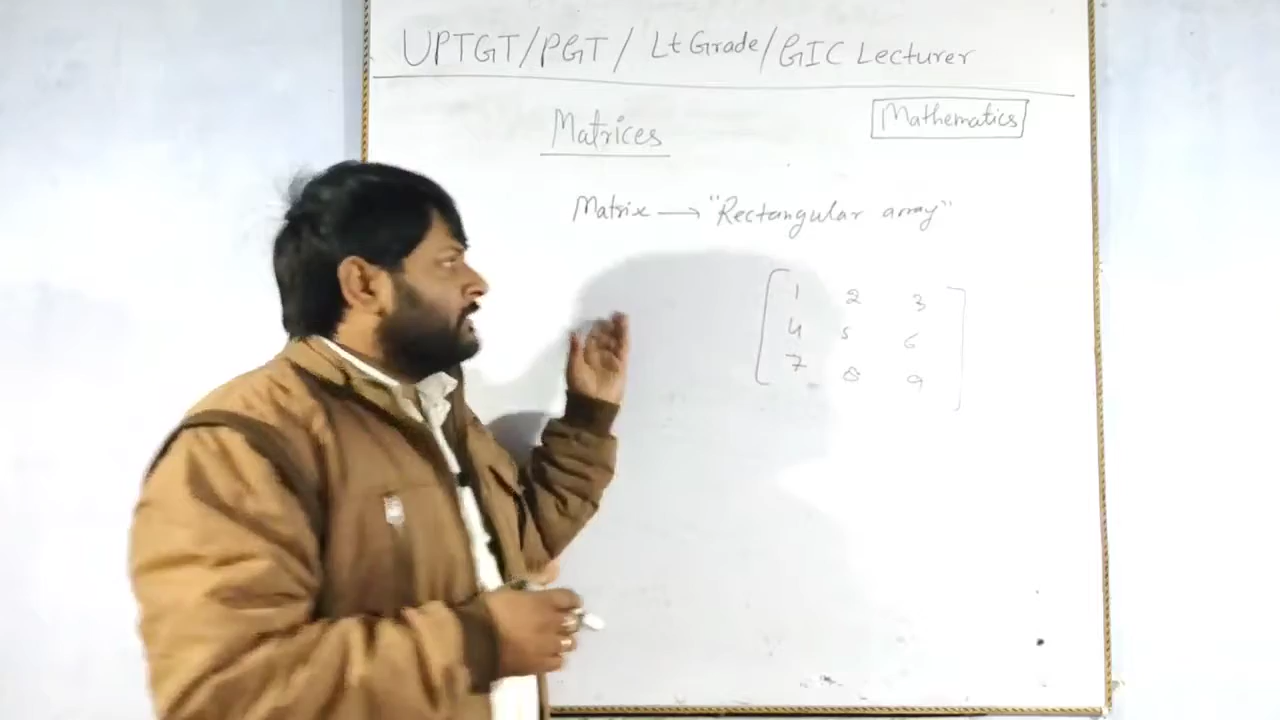 UPTGT/PGT/ Lt Grade/GIC Lecturer
Matrices
Mathematics
Matrix → "Rectangular array"
1 2 3
4 5 6
7 8 9